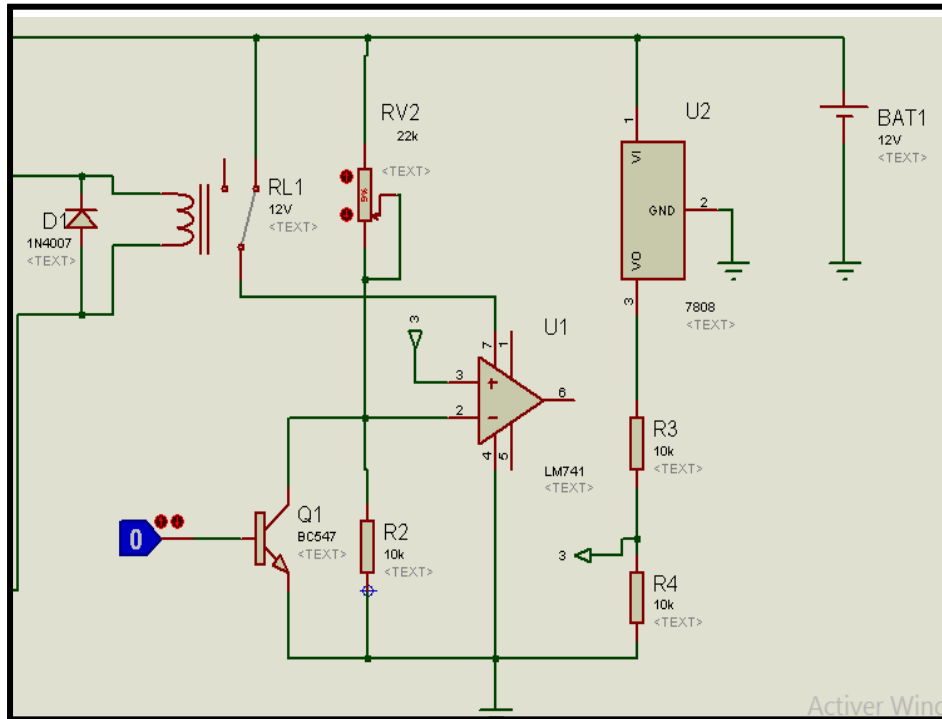 RV2
22k
<TEXT>
9%
U2
1
VI
GND
2
VO
3
7808
<TEXT>
BAT1
12V
<TEXT>
D1
1N4007
<TEXT>
RL1
12V
<TEXT>
3
U1
7
1
3
+
2
−
6
4
5
LM741
<TEXT>
R3
10k
<TEXT>
3
R4
10k
<TEXT>
0
Q1
BC547
<TEXT>
R2
10k
<TEXT>
Activer Wind